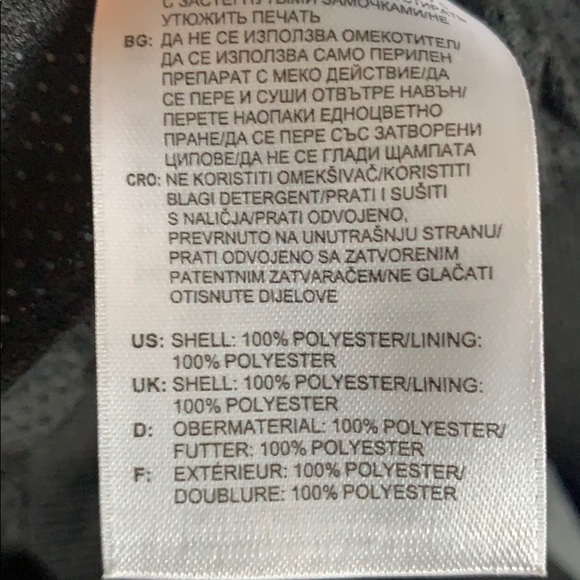 С ЗАСТЕГНУТЫМИ ЗАМОЧКАМИ/НЕ
УТЮЖИТЬ ПЕЧАТЬ
BG: ДА НЕ СЕ ИЗПОЛЗВА ОМЕКОТИТЕЛ/
ДА СЕ ИЗПОЛЗВА САМО ПЕРИЛЕН
ПРЕПАРАТ С МЕКО ДЕЙСТВИЕ/ДА
СЕ ПЕРЕ И СУШИ ОТВЪТРЕ НАВЪН/
ПЕРЕТЕ НАОПАКИ ЕДНОЦВЕТНО
ПРАНЕ/ДА СЕ ПЕРЕ СЪС ЗАТВОРЕНИ
ЦИПОВЕ/ДА НЕ СЕ ГЛАДИ ЩАМПАТА
CRO: NE KORISTITI OMEKŠIVAČ/KORISTITI
BLAGI DETERGENT/PRATI I SUŠITI
S NALIČJA/PRATI ODVOJENO,
PREVRNUTO NA UNUTRAŠNJU STRANU/
PRATI ODVOJENO SA ZATVORENIM
PATENTNIM ZATVARAČEM/NE GLAČATI
OTISNUTE DIJELOVE
US: SHELL: 100% POLYESTER/LINING:
100% POLYESTER
UK: SHELL: 100% POLYESTER/LINING:
100% POLYESTER
D: OBERMATERIAL: 100% POLYESTER/
FUTTER: 100% POLYESTER
F: EXTÉRIEUR: 100% POLYESTER/
DOUBLURE: 100% POLYESTER